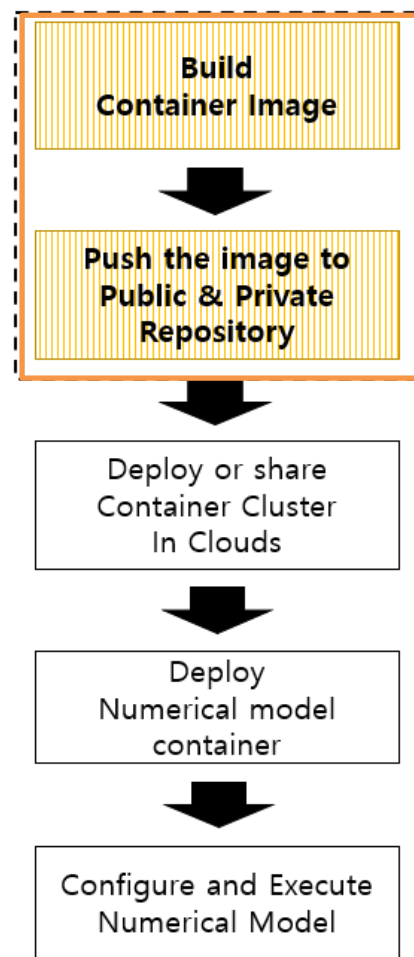 Build
Container Image
Push the image to
Public & Private
Repository
Deploy or share
Container Cluster
In Clouds
Deploy
Numerical model
container
Configure and Execute
Numerical Model